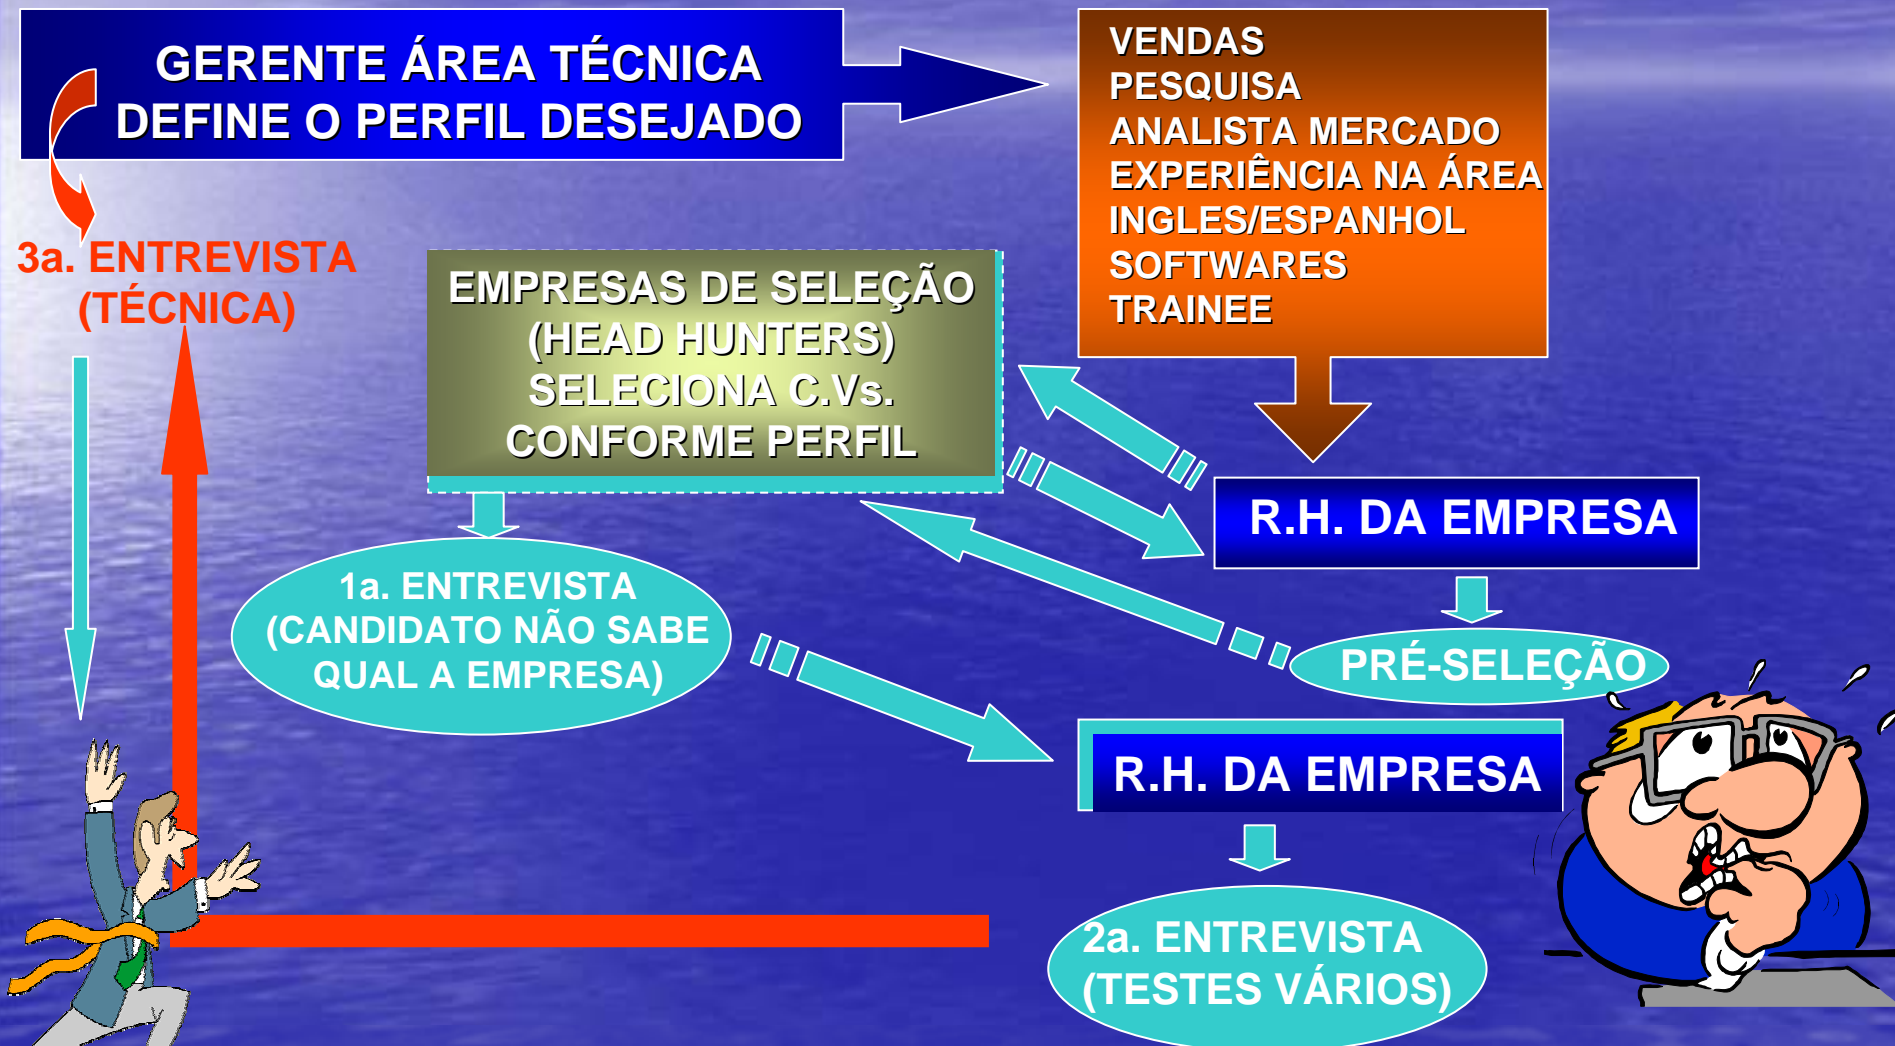 GERENTE ÁREA TÉCNICA
DEFINE O PERFIL DESEJADO
VENDAS
PESQUISA
ANALISTA MERCADO
EXPERIÊNCIA NA ÁREA
INGLES/ESPANHOL
SOFTWARES
TRAINEE
3a. ENTREVISTA
(TÉCNICA)
EMPRESAS DE SELEÇÃO
(HEAD HUNTERS)
SELECIONA C.Vs.
CONFORME PERFIL
R.H. DA EMPRESA
1a. ENTREVISTA
(CANDIDATO NÃO SABE
QUAL A EMPRESA)
PRÉ-SELEÇÃO
R.H. DA EMPRESA
2a. ENTREVISTA
(TESTES VÁRIOS)